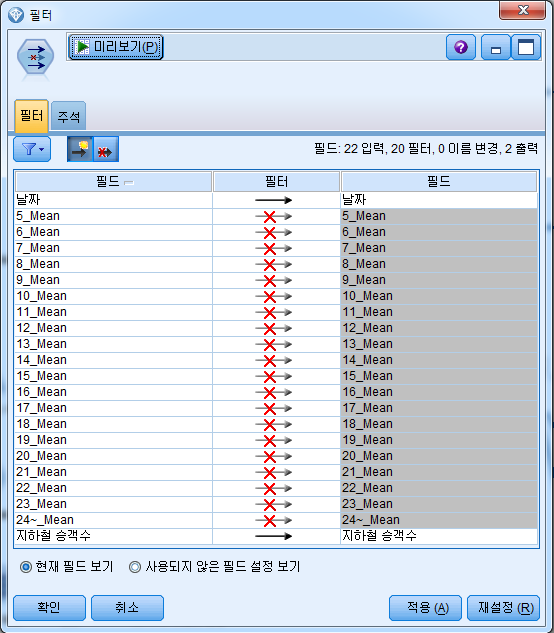 필터
미리보기(P)
?
필터 주석
필드: 22 입력, 20 필터, 0 이름 변경, 2 출력
필드 필터 필드
날짜 날짜
5_Mean 5_Mean
6_Mean 6_Mean
7_Mean 7_Mean
8_Mean 8_Mean
9_Mean 9_Mean
10_Mean 10_Mean
11_Mean 11_Mean
12_Mean 12_Mean
13_Mean 13_Mean
14_Mean 14_Mean
15_Mean 15_Mean
16_Mean 16_Mean
17_Mean 17_Mean
18_Mean 18_Mean
19_Mean 19_Mean
20_Mean 20_Mean
21_Mean 21_Mean
22_Mean 22_Mean
23_Mean 23_Mean
24~_Mean 24~_Mean
지하철 승객수 지하철 승객수
현재 필드 보기 사용되지 않은 필드 설정 보기
확인 취소 적용 (A) 재설정 (R)